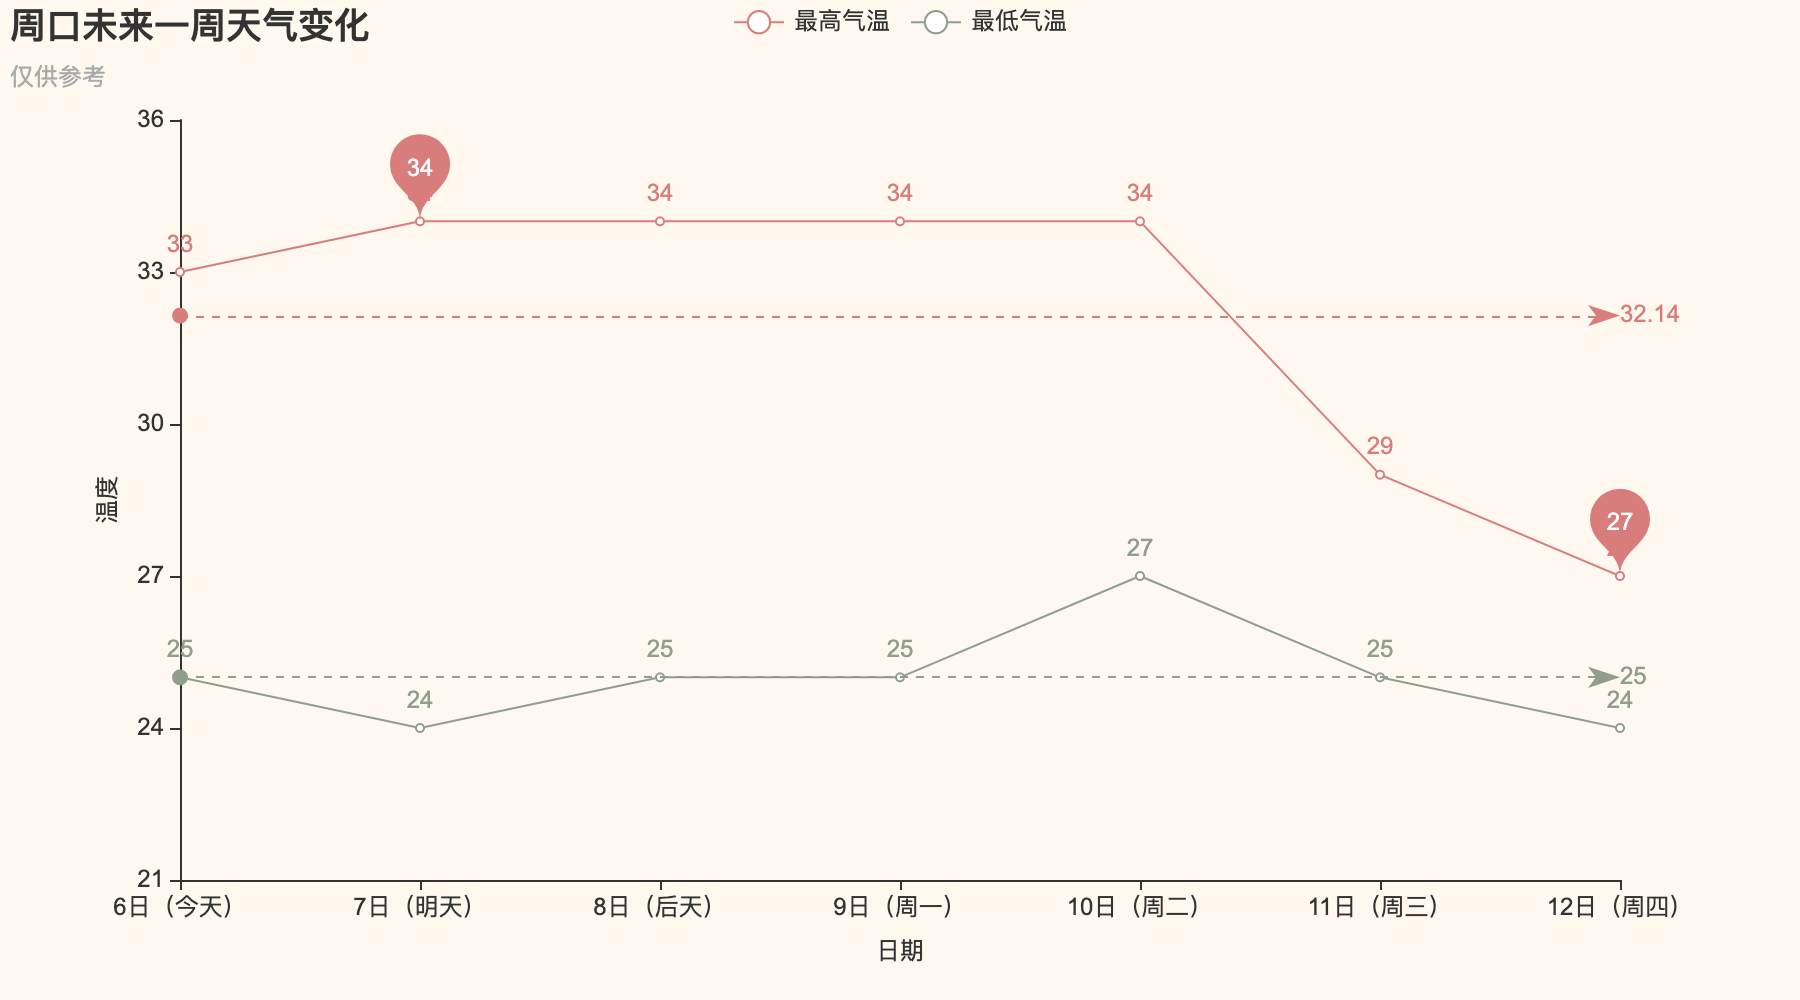 周口未来一周天气变化
仅供参考
最高气温
最低气温
36
33
30
27
24
21
温度
33
34
34
34
34
29
27
32.14
25
24
25
25
27
25
24
25
6日（今天）
7日（明天）
8日（后天）
9日（周一）
10日（周二）
11日（周三）
12日（周四）
日期